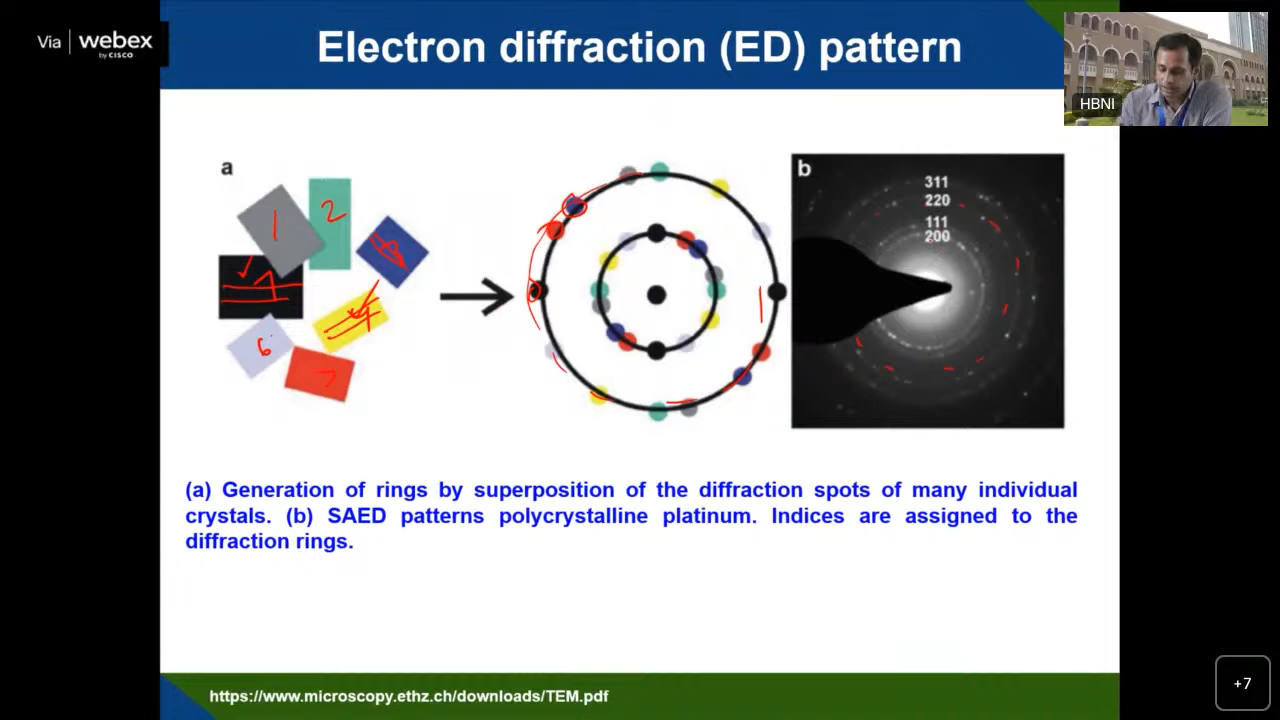 Via | webex
by CISCO
Electron diffraction (ED) pattern
HBNI
a
1
2
6
7
b
311
220
111
200
(a) Generation of rings by superposition of the diffraction spots of many individual
crystals. (b) SAED patterns polycrystalline platinum. Indices are assigned to the
diffraction rings.
https://www.microscopy.ethz.ch/downloads/TEM.pdf
+7